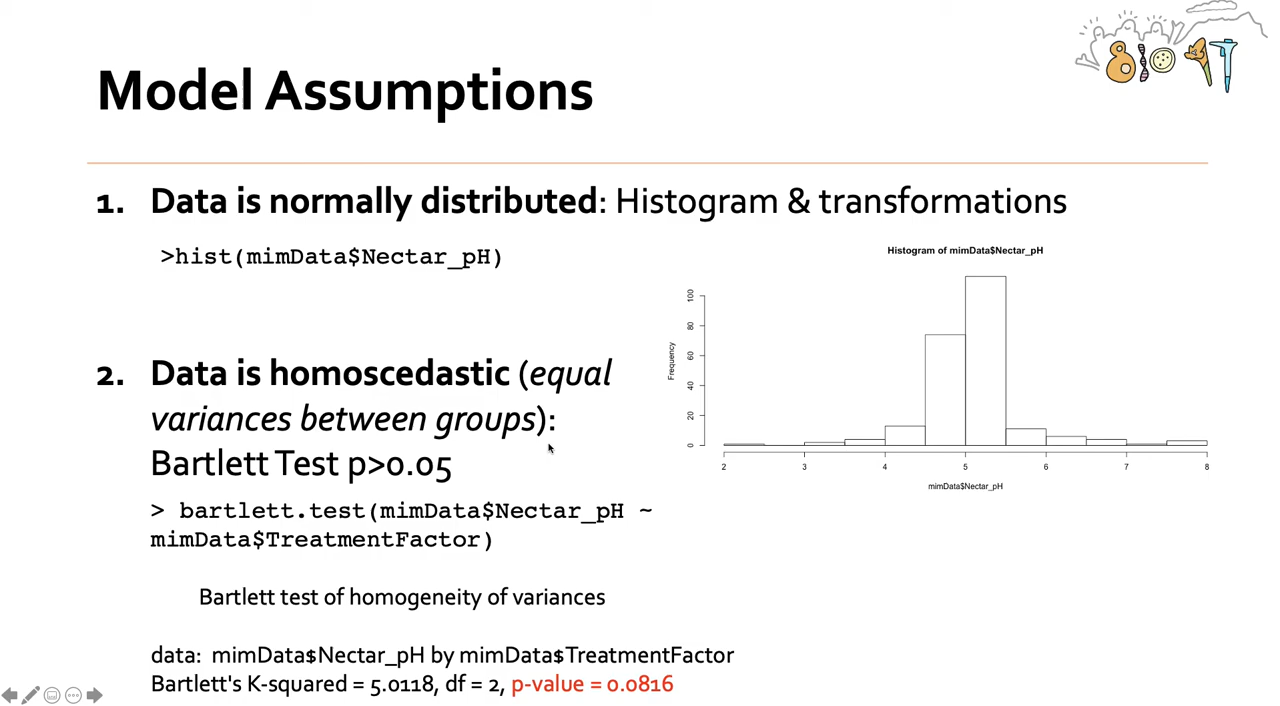 BIOAT
Model Assumptions
1. Data is normally distributed: Histogram & transformations
>hist(mimData$Nectar_pH)
Histogram of mimData$Nectar_pH
Frequency
100
80
60
40
20
0
2 3 4 5 6 7 8
mimData$Nectar_pH
2. Data is homoscedastic (equal
variances between groups):
Bartlett Test p>0.05
> bartlett.test(mimData$Nectar_pH ~
mimData$TreatmentFactor)
Bartlett test of homogeneity of variances
data: mimData$Nectar_pH by mimData$TreatmentFactor
Bartlett's K-squared = 5.0118, df = 2, p-value = 0.0816